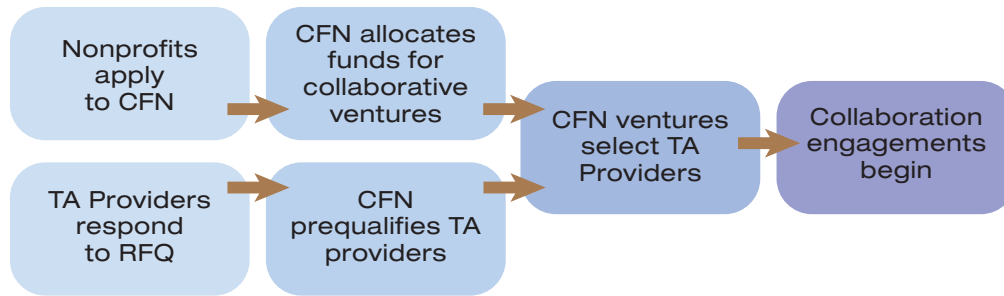 Nonprofits
apply
to CFN
CFN allocates
funds for
collaborative
ventures
TA Providers
respond
to RFQ
CFN
prequalifies TA
providers
CFN ventures
select TA
Providers
Collaboration
engagements
begin